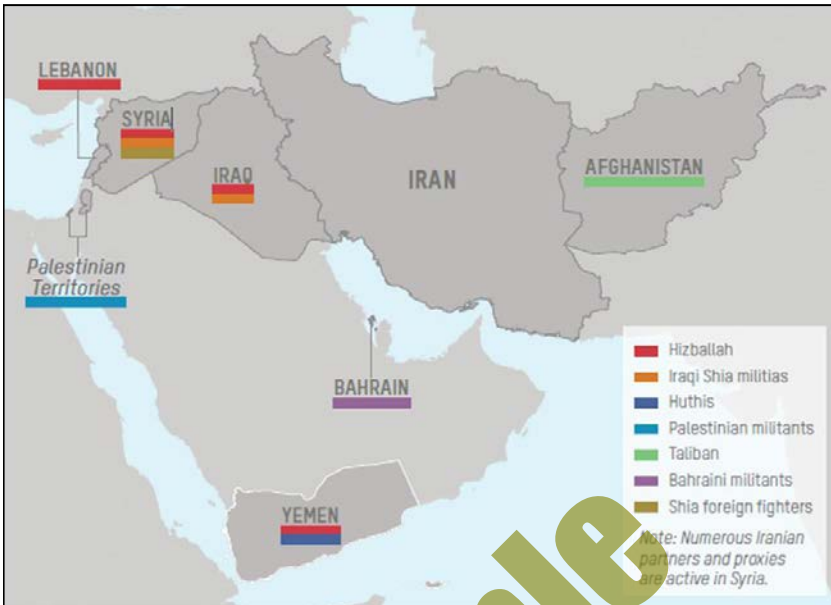 LEBANON
SYRIA
IRAQ
IRAN
AFGHANISTAN
Palestinian
Territories
BAHRAIN
YEMEN
Hizballah
Iraqi Shia militias
Huthis
Palestinian militants
Taliban
Bahraini militants
Shia foreign fighters
Note: Numerous Iranian
partners and proxies
are active in Syria.
le